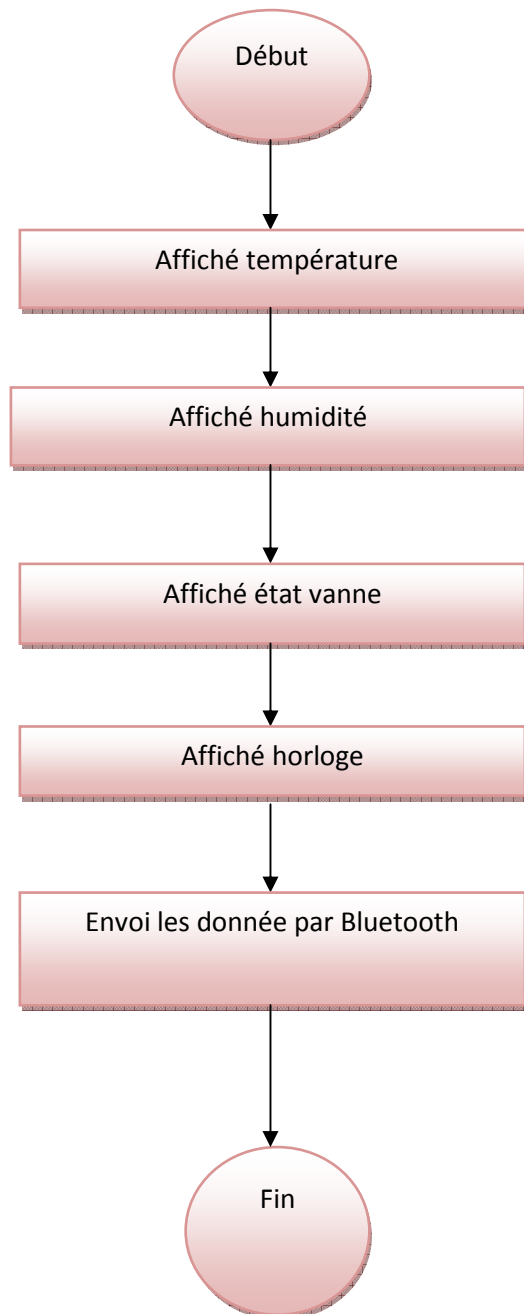 Début
Affiché température
Affiché humidité
Affiché état vanne
Affiché horloge
Envoi les donnée par Bluetooth
Fin